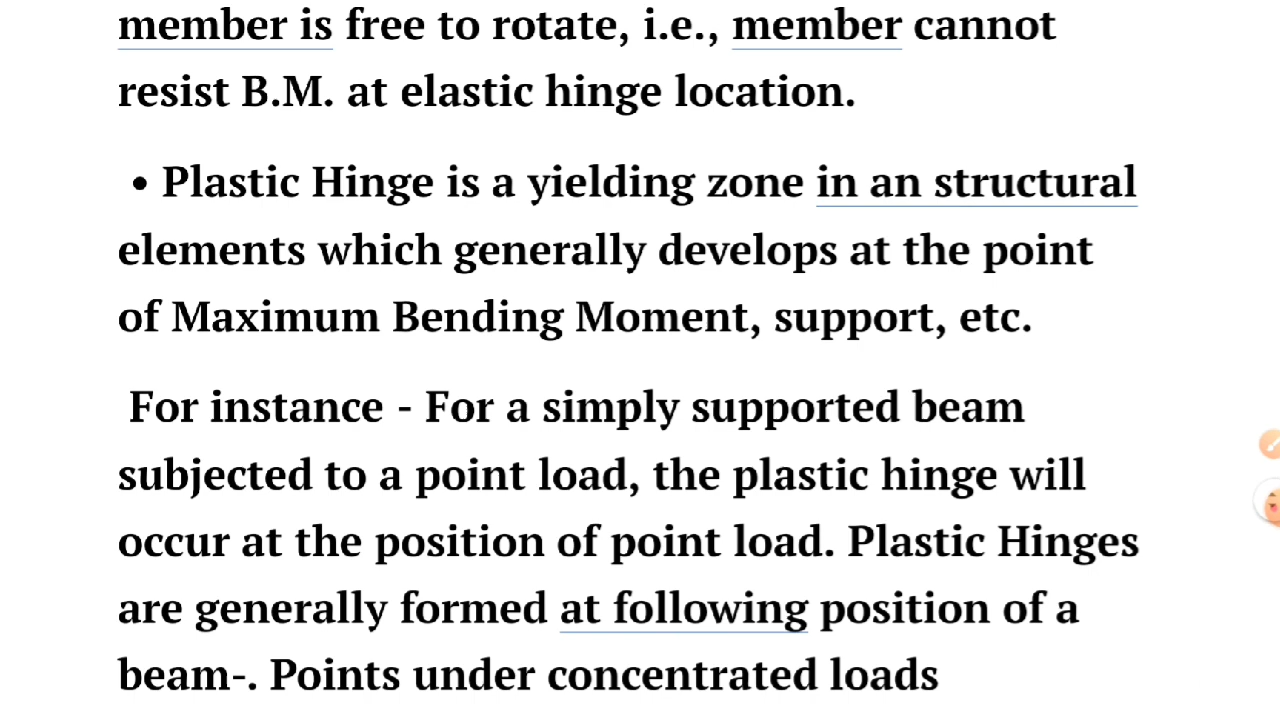 member is free to rotate, i.e., member cannot
resist B.M. at elastic hinge location.
• Plastic Hinge is a yielding zone in an structural
elements which generally develops at the point
of Maximum Bending Moment, support, etc.
For instance - For a simply supported beam
subjected to a point load, the plastic hinge will
occur at the position of point load. Plastic Hinges
are generally formed at following position of a
beam-. Points under concentrated loads